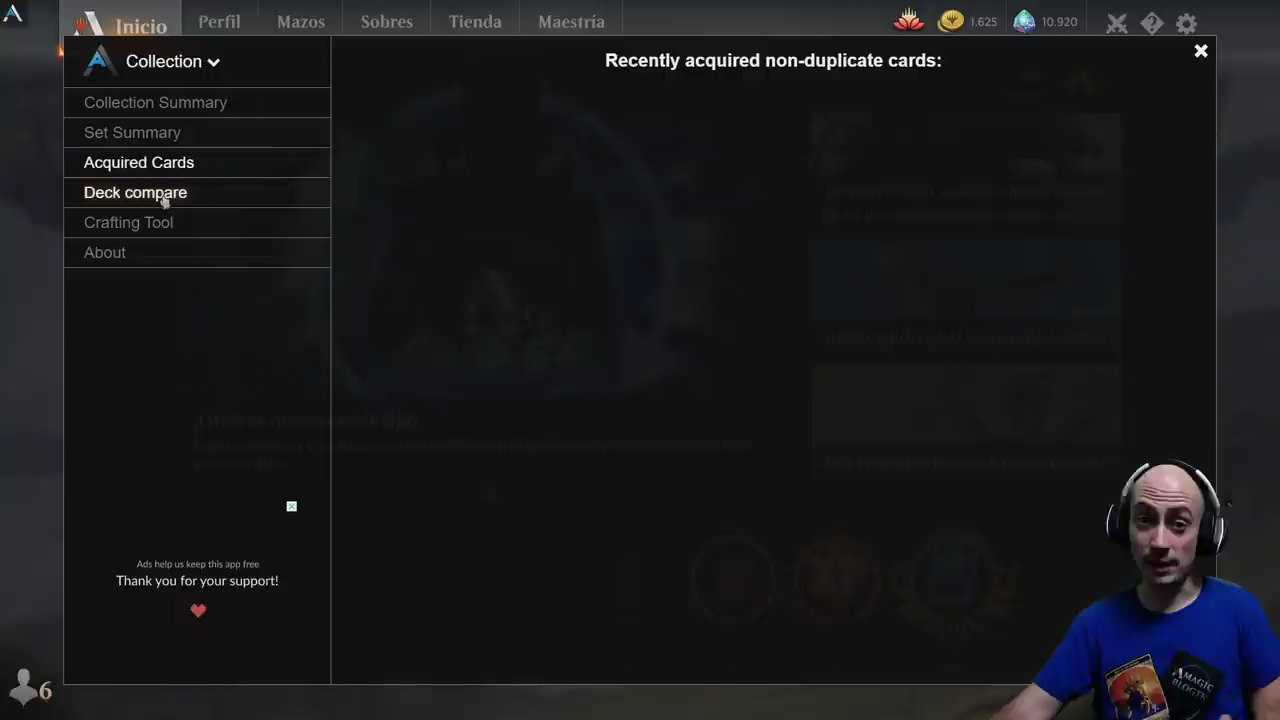 Inicio
Perfil
Mazos
Sobres
Tienda
Maestría
1.625
10.920
Collection
Recently acquired non-duplicate cards:
Collection Summary
Set Summary
Acquired Cards
Deck compare
Crafting Tool
About
Ads help us keep this app free
Thank you for your support!
6
AMAGIC
BLOGTK